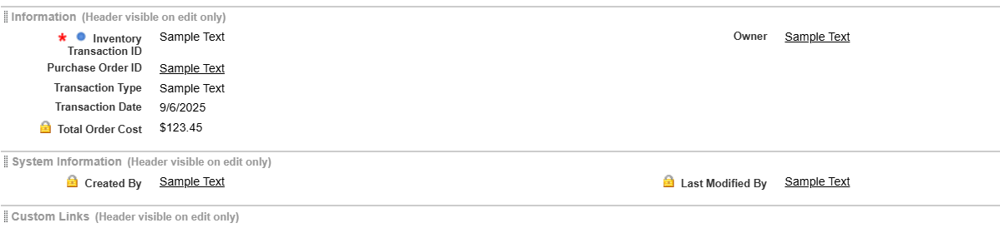 Information (Header visible on edit only)
Inventory Transaction ID Sample Text
Owner Sample Text
Purchase Order ID Sample Text
Transaction Type Sample Text
Transaction Date 9/6/2025
Total Order Cost $123.45
System Information (Header visible on edit only)
Created By Sample Text
Last Modified By Sample Text
Custom Links (Header visible on edit only)